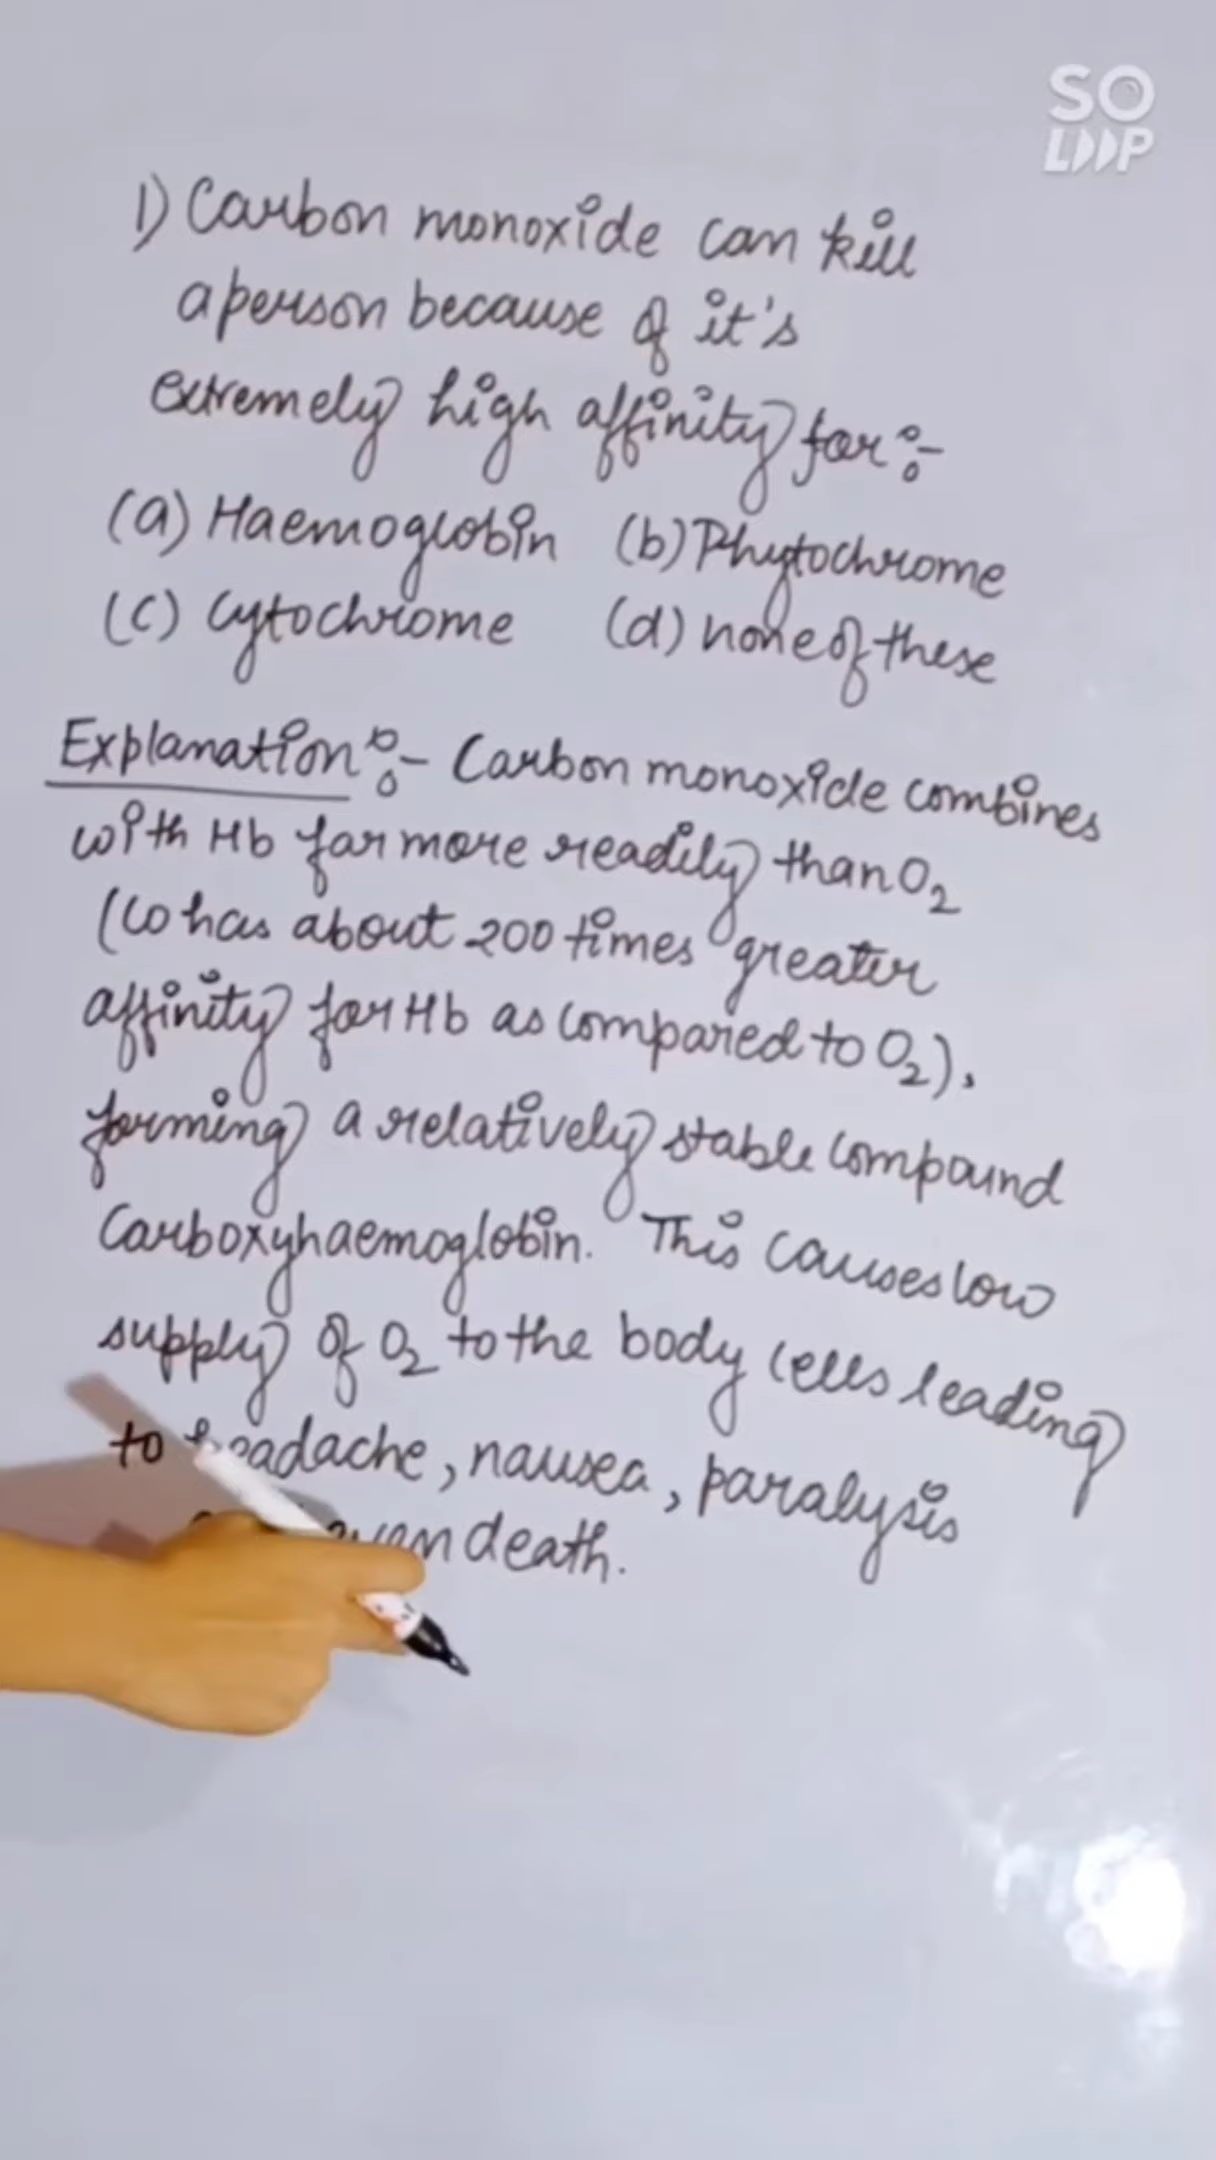 SO
LOOP
1) Carbon monoxide can kill
a person because of it's
extremely high affinity for :-
(a) Haemoglobin (b) Phytochrome
(c) Cytochrome (d) none of these
Explanation :- Carbon monoxide combines
with Hb far more readily than O2
(CO has about 200 times greater
affinity for Hb as compared to O2),
forming a relatively stable compound
Carboxyhaemoglobin. This causes low
supply of O2 to the body cells leading
to headache, nausea, paralysis
even death.